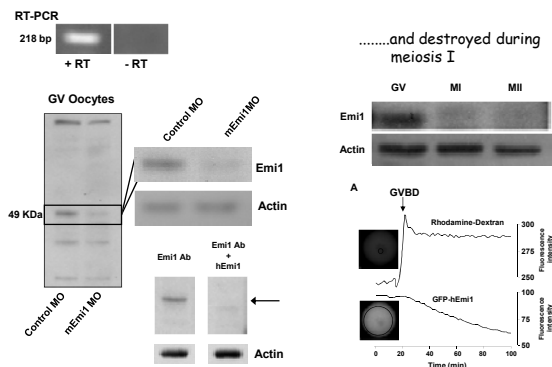 RT-PCR
218 bp
+ RT
- RT
GV Oocytes
Control MO
mEmi1MO
Emi1
Actin
49 KDa
Control MO
mEmi1 MO
Emi1 Ab
Emi1 Ab
+
hEmi1
Actin
........and destroyed during
meiosis I
GV
MI
MII
Emi1
Actin
A
GVBD
Rhodamine-Dextran
300
275
250
Fluorescence
intensity
GFP-hEmi1
100
75
50
Fluorescence
intensity
0
20
40
60
80
100
Time (min)